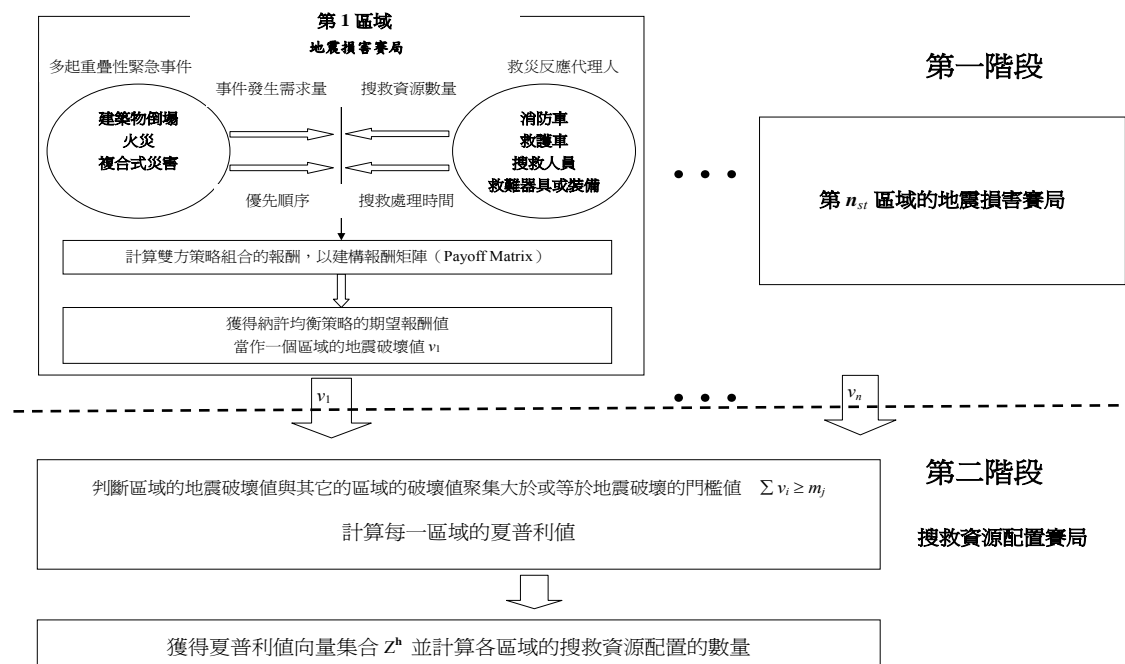 第 1 區域
地震損害賽局
多起重疊性緊急事件
救災反應代理人
第一階段
事件發生需求量
搜救資源數量
建築物倒塌
火災
複合式災害
消防車
救護車
搜救人員
救難器具或裝備
• • •
第 nst 區域的地震損害賽局
優先順序
搜救處理時間
計算雙方策略組合的報酬，以建構報酬矩陣（Payoff Matrix）
獲得納許均衡策略的期望報酬值
當作一個區域的地震破壞值 v1
v1
• • •
vn
第二階段
判斷區域的地震破壞值與其它的區域的破壞值聚集大於或等於地震破壞的門檻值 ∑ vi ≥ mj
計算每一區域的夏普利值
搜救資源配置賽局
獲得夏普利值向量集合 Zh 並計算各區域的搜救資源配置的數量